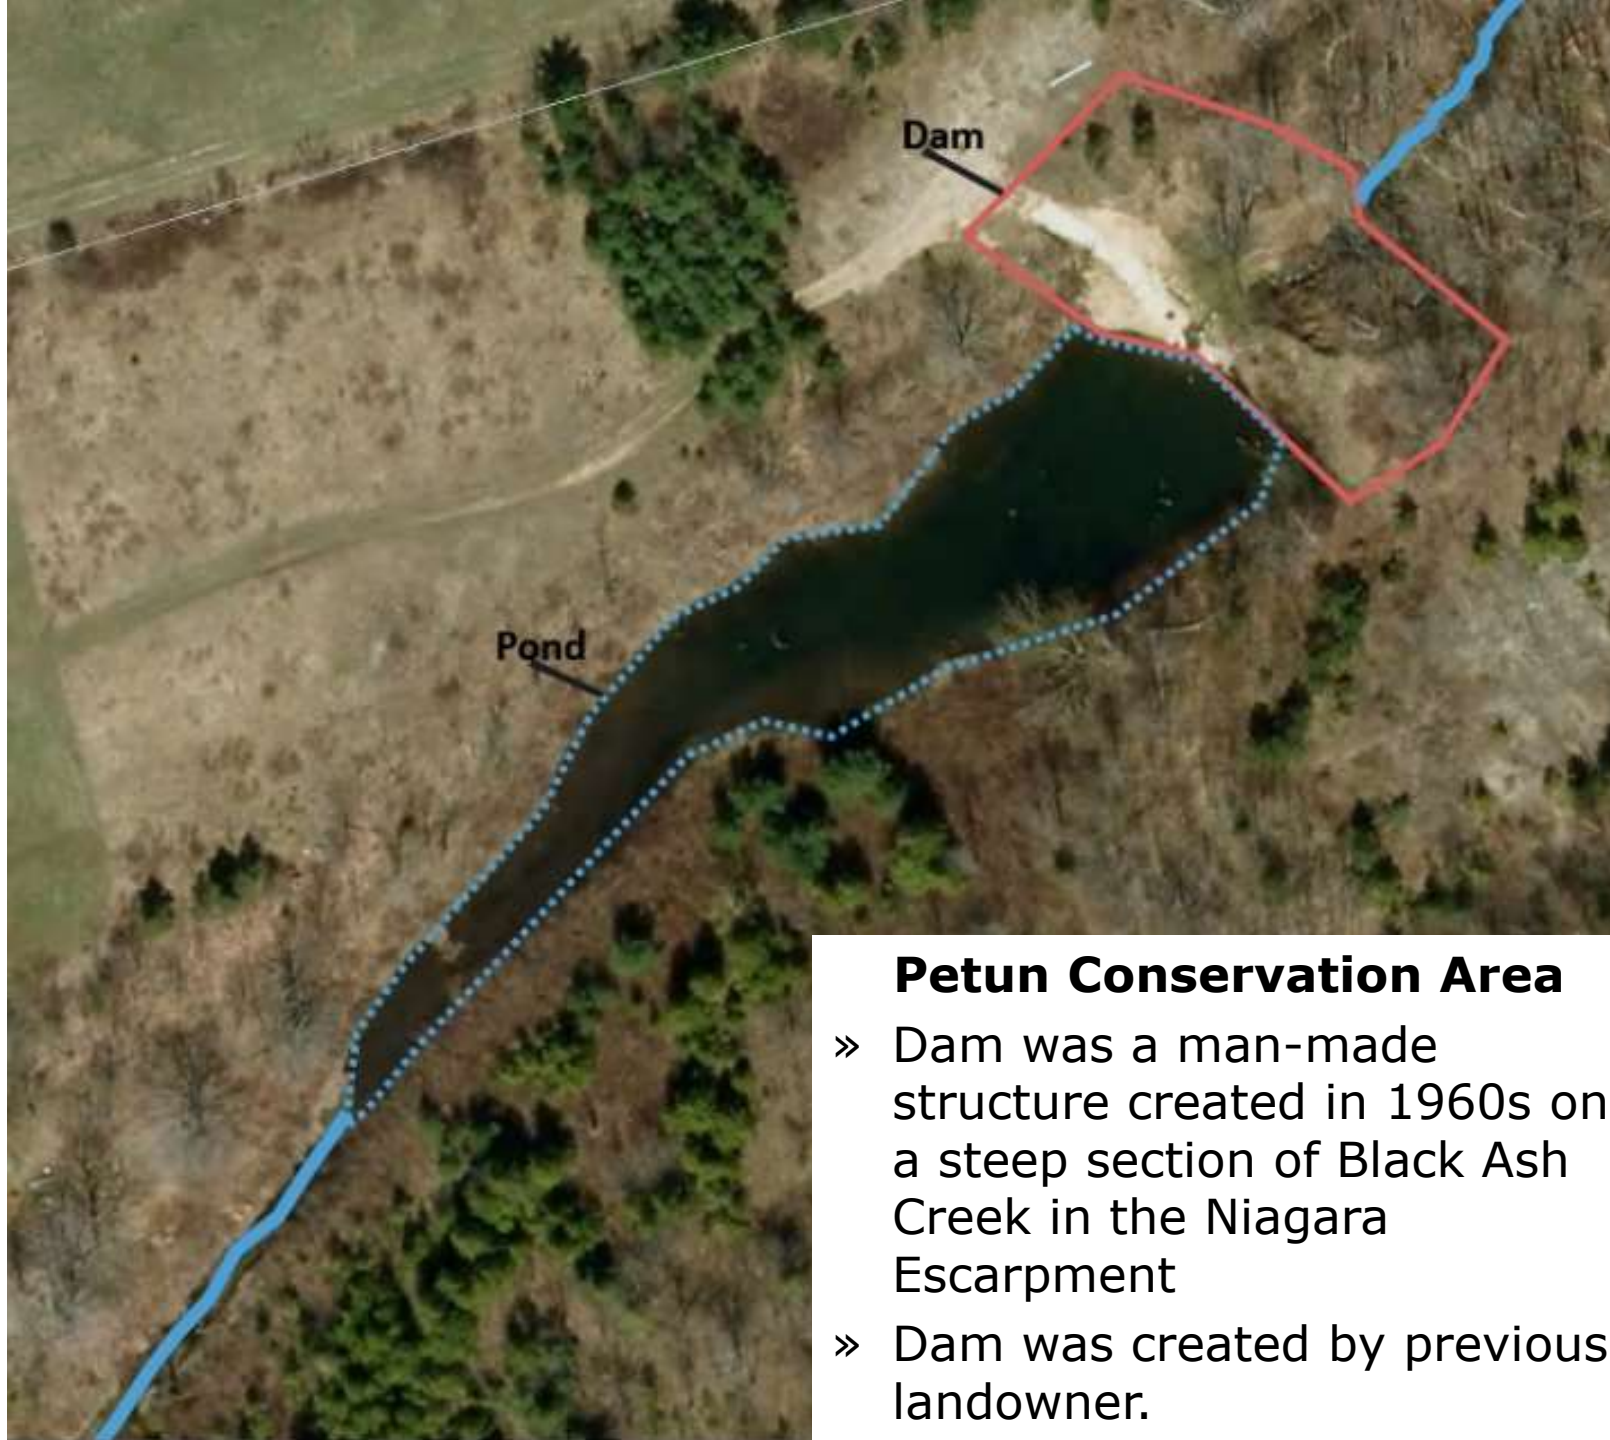 Dam
Pond
Petun Conservation Area
» Dam was a man-made
structure created in 1960s on
a steep section of Black Ash
Creek in the Niagara
Escarpment
» Dam was created by previous
landowner.